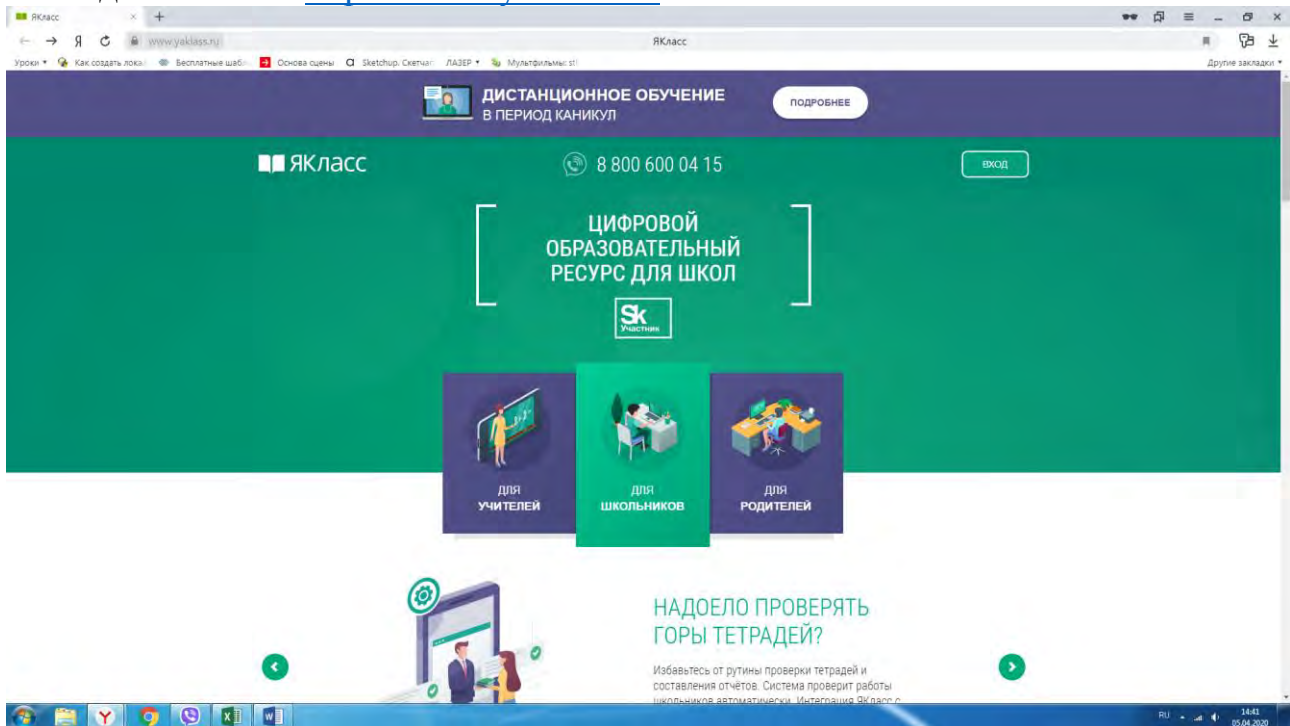 ЯКласс
www.yaklass.ru
ЯКласс
Уроки
Как создать лока
Бесплатные шаб
Основа сцены
Sketchup. Скетчап
ЛАЗЕР
Мультфильмы: sti
Другие закладки
ДИСТАНЦИОННОЕ ОБУЧЕНИЕ
В ПЕРИОД КАНИКУЛ
ПОДРОБНЕЕ
ЯКласс
8 800 600 04 15
ВХОД
ЦИФРОВОЙ
ОБРАЗОВАТЕЛЬНЫЙ
РЕСУРС ДЛЯ ШКОЛ
Sk
Участник
ДЛЯ
УЧИТЕЛЕЙ
ДЛЯ
ШКОЛЬНИКОВ
ДЛЯ
РОДИТЕЛЕЙ
НАДОЕЛО ПРОВЕРЯТЬ
ГОРЫ ТЕТРАДЕЙ?
Избавьтесь от рутины проверки тетрадей и
составления отчётов. Система проверит работы
школьников автоматически. Интеграция ЯКласс с
RU
14:41
05.04.2020